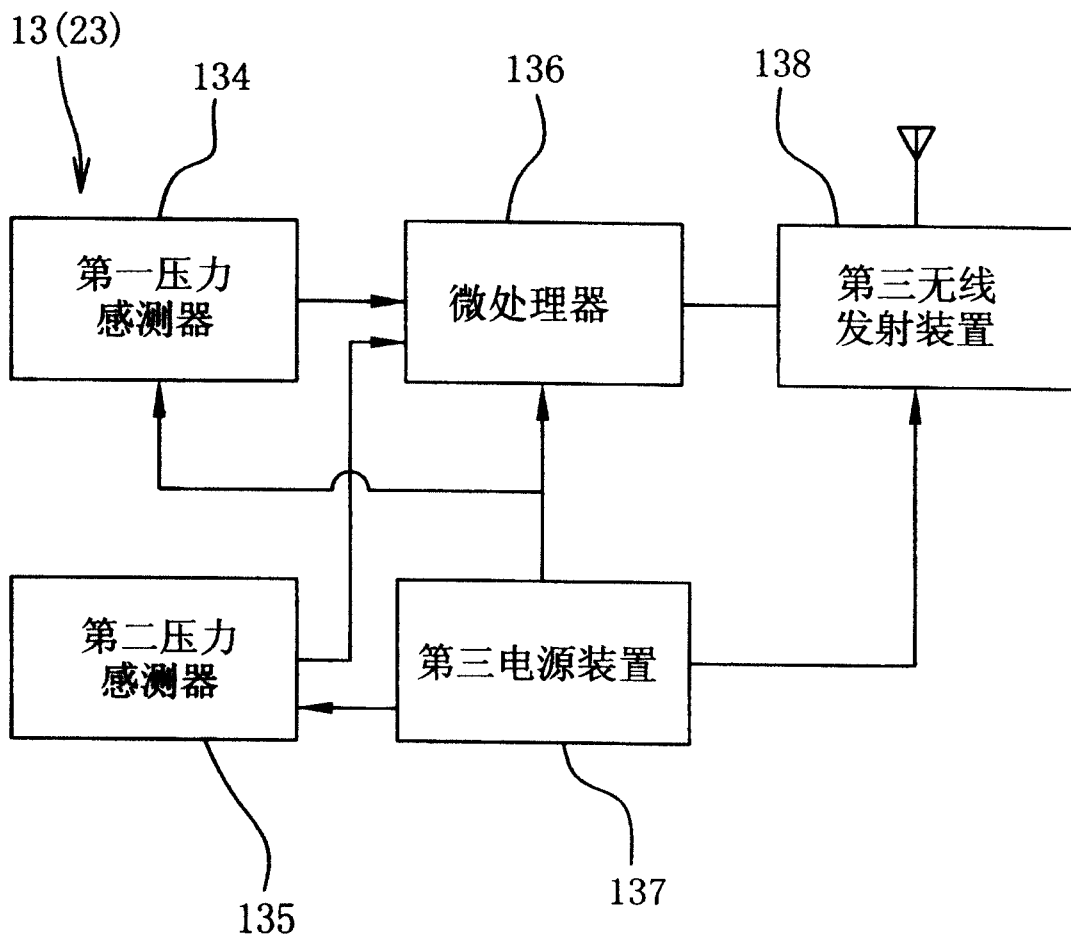 13(23)
134
136
138
第一压力
感测器
微处理器
第三无线
发射装置
第二压力
感测器
第三电源装置
135
137